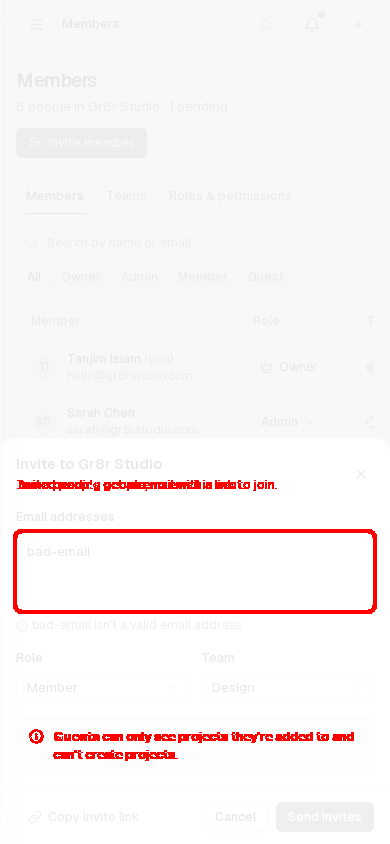 Members
Members
6 people in Gr8r Studio · 1 pending
Invite member
Members Teams Roles & permissions
Search by name or email
All Owner Admin Member Guest
Member Role T
TI Tanjim Islam (you) Owner
hello@gr8rstudio.com
SC Sarah Chen Admin
sarah@gr8rstudio.com
Invite to Gr8r Studio
to join.
Email addresses
bad-email
bad-email isn't a valid email address
Role Team
Member Design
can only see projects they're added to and
can't create projects.
Copy invite link Cancel Send invites